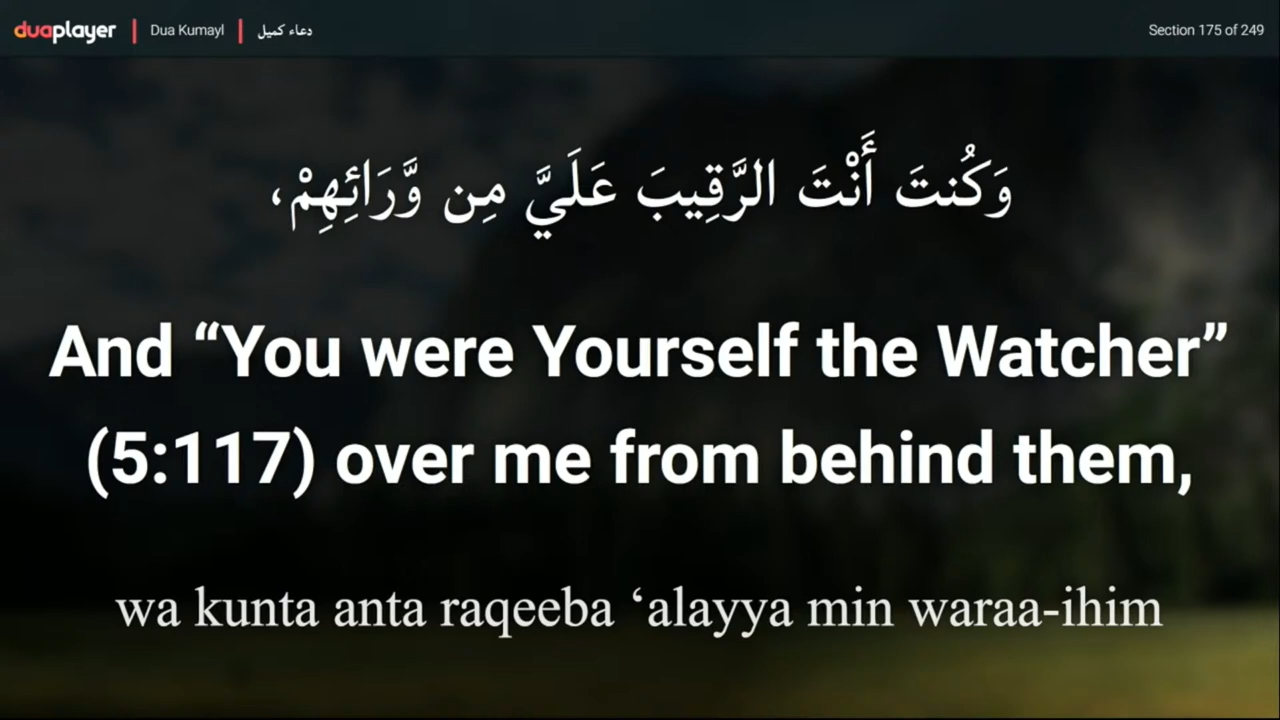 duaplayer | Dua Kumayl | دعاء كميل Section 175 of 249
وَكُنتَ أَنْتَ الرَّقِيبَ عَلَيَّ مِن وَّرَائِهِمْ،
And “You were Yourself the Watcher”
(5:117) over me from behind them,
wa kunta anta raqeeba ‘alayya min waraa-ihim